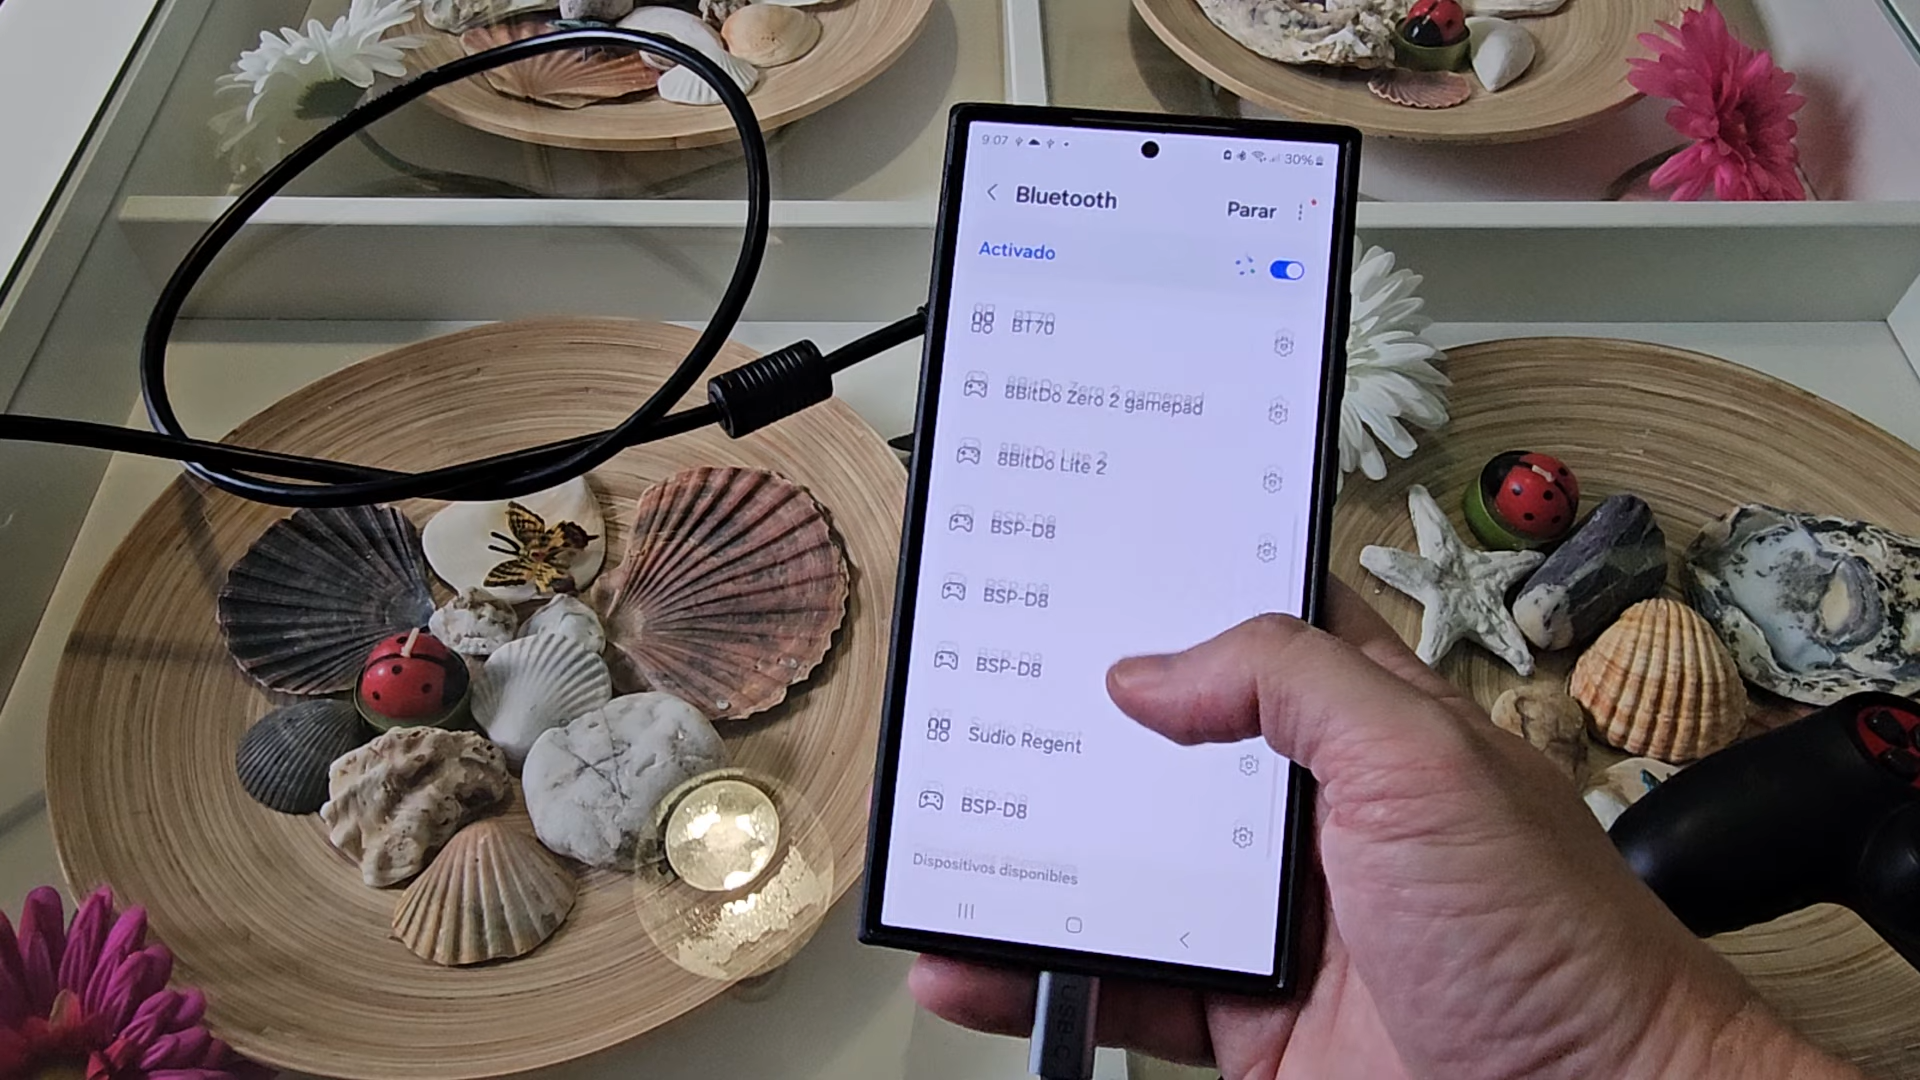 9:07
30%
Bluetooth
Parar
Activado
BT70
8BitDo Zero 2 gamepad
8BitDo Lite 2
BSP-D8
BSP-D8
BSP-D8
Sudio Regent
BSP-D8
Dispositivos disponibles
USB-C